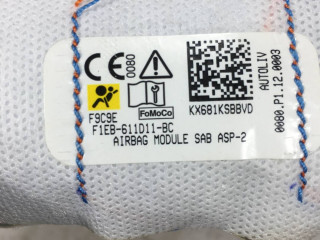 CE 0080
F9C9E
FoMoCo
KX681KSBBVD
F1EB-611D11-BC
AIRBAG MODULE SAB ASP-2
AUTOLIV
0080.P1.12.0003